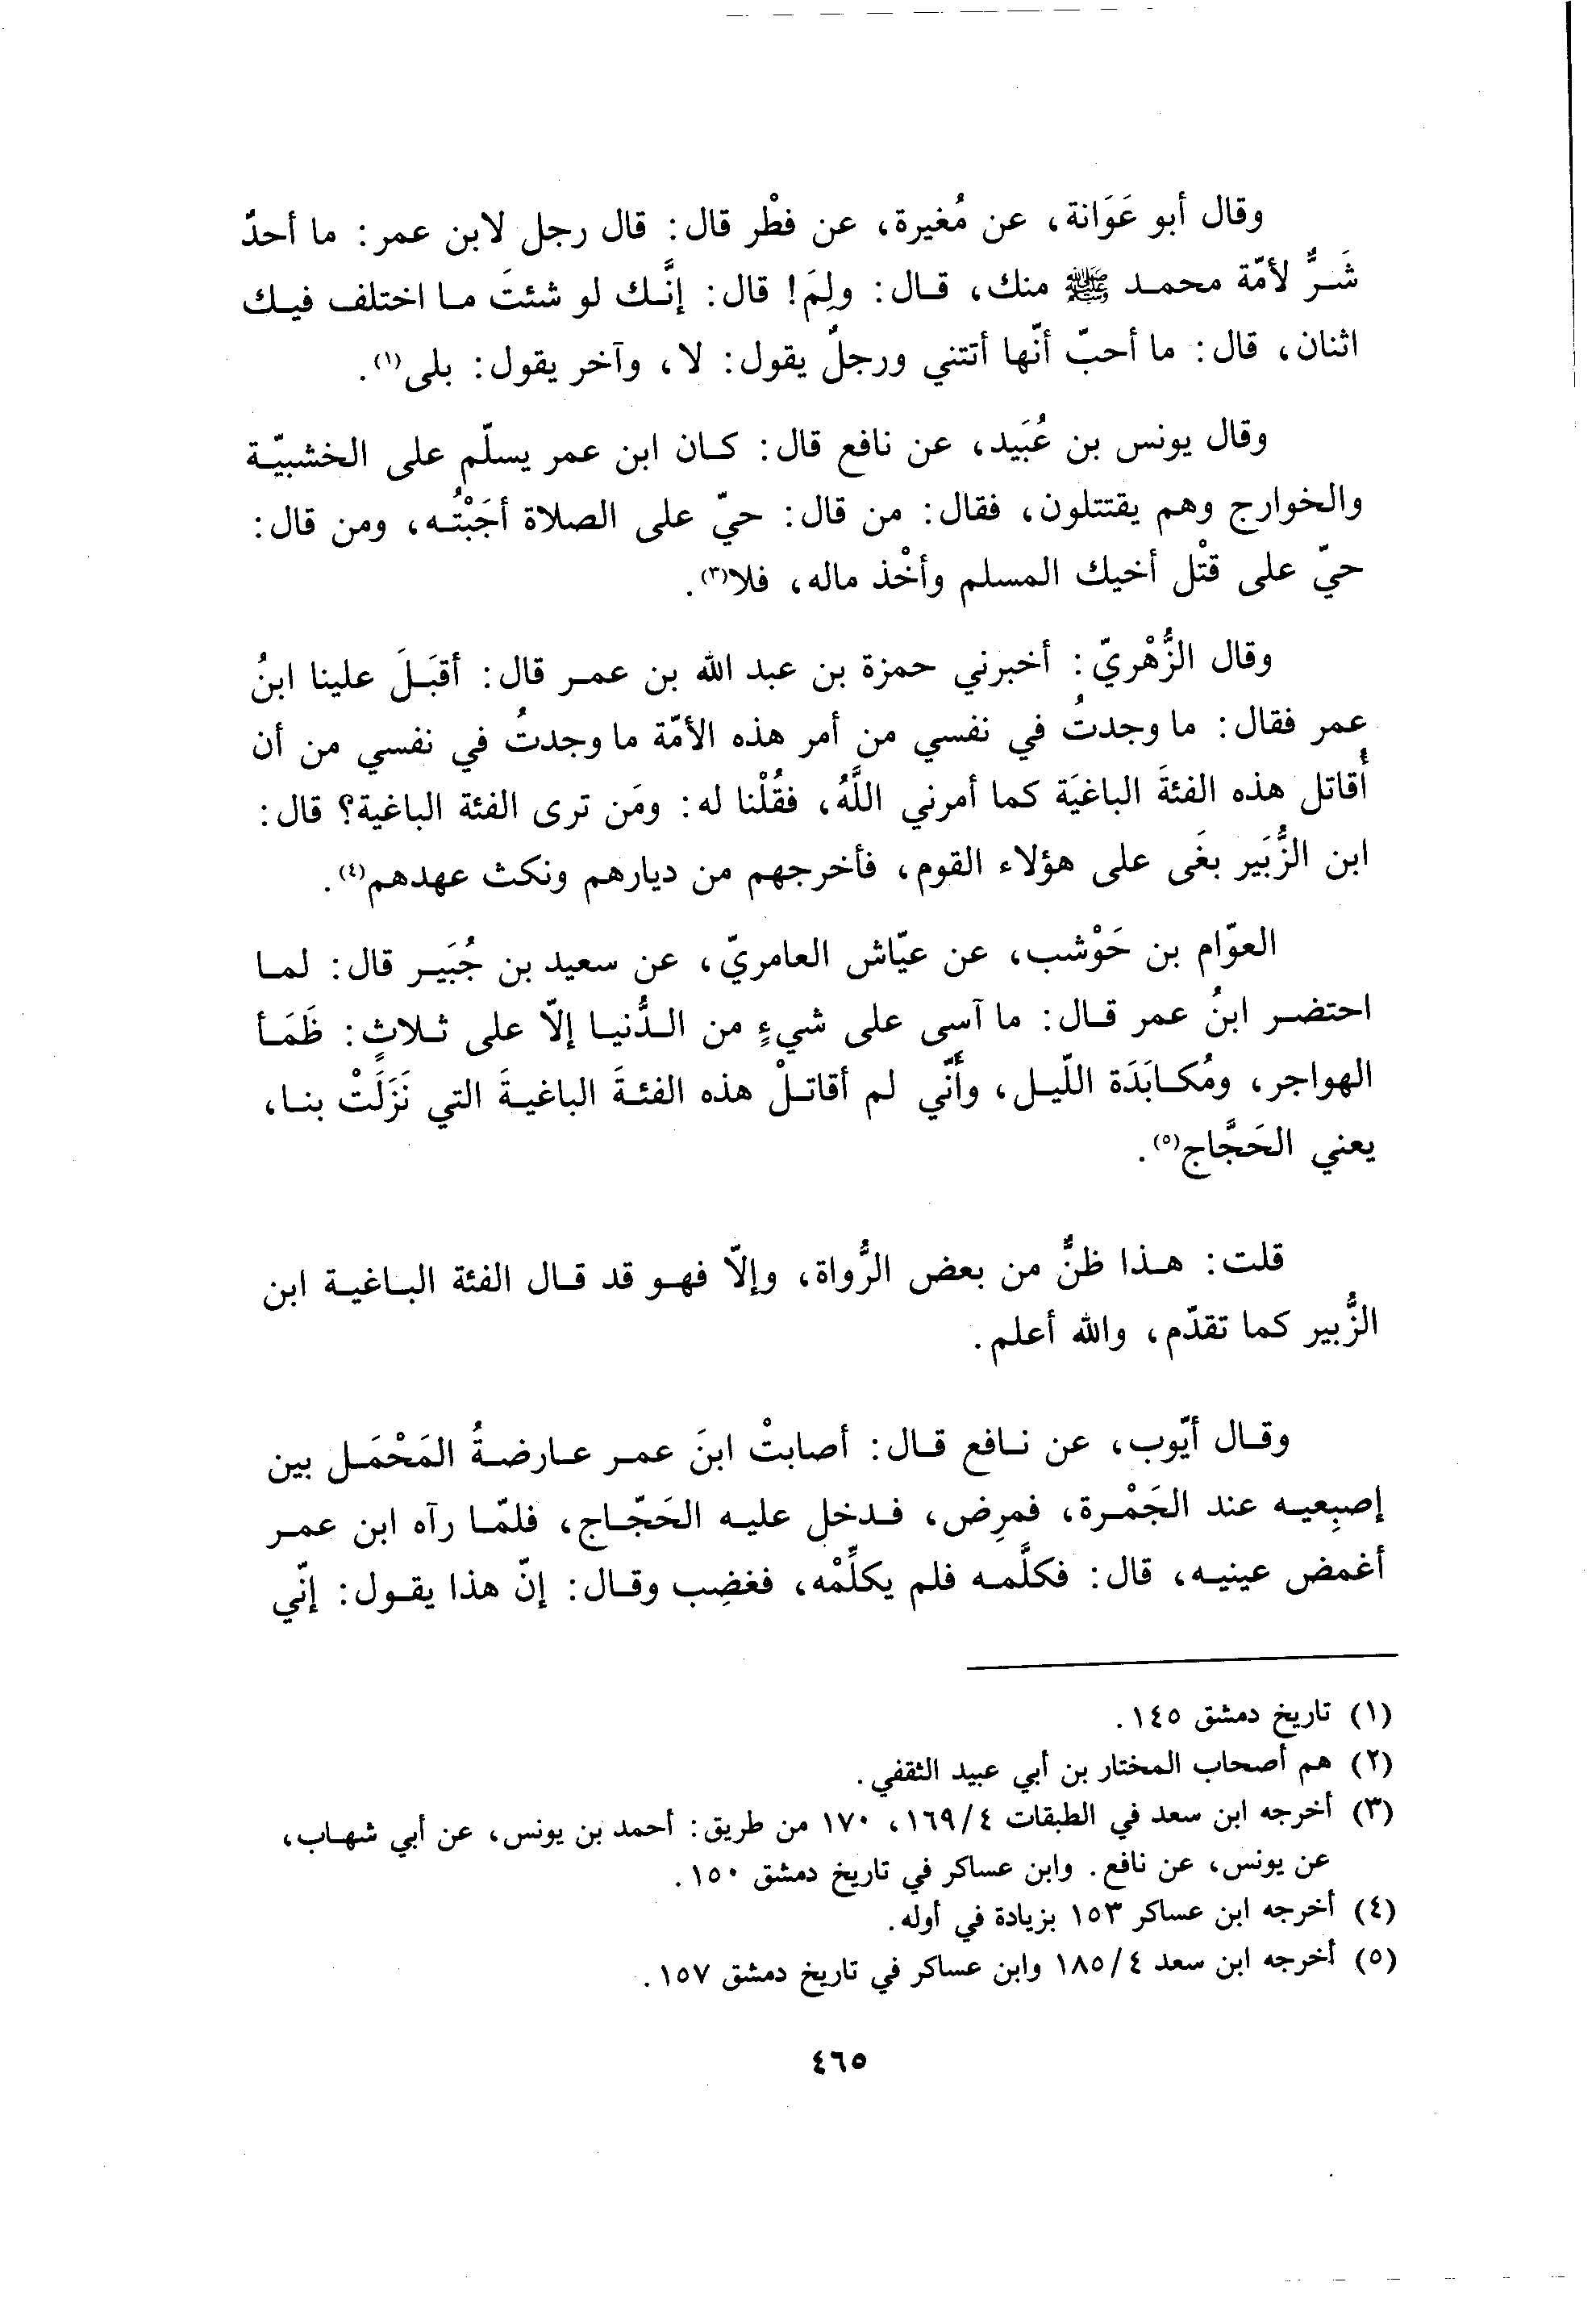 وقال أبو عَوَانة، عن مُغيرة، عن فطْر قال: قال رجل لابن عمر: ما أحدٌ
شَـرٌّ لأمّة محمـد ﷺ منك، قـال: ولِمَ! قال: إنَّـك لو شئتَ مـا اختلف فيـك
اثنان، قال: ما أحبّ أنّها أتتني ورجلٌ يقول: لا، وآخر يقول: بلى(١).
وقال يونس بن عُبَيد، عن نافع قال: كـان ابن عمر يسلّم على الخشبيّـة
والخوارج وهم يقتتلون، فقال: من قال: حيّ على الصلاة أجَبْتُـه، ومن قال:
حيّ على قتْل أخيك المسلم وأخْذ ماله، فلا(٣).
وقال الزُّهْريّ: أخبرني حمزة بن عبد الله بن عمـر قال: أقبَـلَ علينا ابنُ
عمر فقال: ما وجدتُ في نفسي من أمر هذه الأمّة ما وجدتُ في نفسي من أن
أُقاتل هذه الفئةَ الباغيَة كما أمرني اللَّهُ، فقُلْنا له: ومَن ترى الفئة الباغية؟ قال:
ابن الزُّبَير بغَى على هؤلاء القوم، فأخرجهم من ديارهم ونكث عهدهم(٤).
العوّام بن حَوْشب، عن عيّاش العامريّ، عن سعيد بن جُبَيـر قال: لمـا
احتضـر ابنُ عمر قـال: ما آسى على شيءٍ من الـدُّنيـا إلاّ على ثـلاثٍ: ظَمَـأ
الهواجر، ومُكـابَدَة اللّيـل، وأنّي لم أقاتـلْ هذه الفئـةَ الباغيـةَ التي نَزَلَتْ بنـا،
يعني الحَجَّاج(٥).
قلت: هـذا ظنٌّ من بعض الرُّواة، وإلاّ فهـو قد قـال الفئة البـاغيـة ابن
الزُّبير كما تقدّم، والله أعلم.
وقـال أيّوب، عن نـافع قـال: أصابتْ ابنَ عمـر عـارضـةُ المَحْمَـل بين
إصبِعيـه عند الجَمْـرة، فمرِض، فـدخل عليـه الحَجّـاج، فلمّـا رآه ابن عمـر
أغمض عينيـه، قال: فكلَّمـه فلم يكلِّمْه، فغضِب وقـال: إنّ هذا يقـول: إنّي
(١) تاريخ دمشق ١٤٥.
(٢) هم أصحاب المختار بن أبي عبيد الثقفي.
(٣) أخرجه ابن سعد في الطبقات ٤/ ١٦٩، ١٧٠ من طريق: أحمد بن يونس، عن أبي شهـاب،
عن يونس، عن نافع. وابن عساكر في تاريخ دمشق ١٥٠.
(٤) أخرجه ابن عساكر ١٥٣ بزيادة في أوله.
(٥) أخرجه ابن سعد ٤/ ١٨٥ وابن عساكر في تاريخ دمشق ١٥٧.
٤٦٥